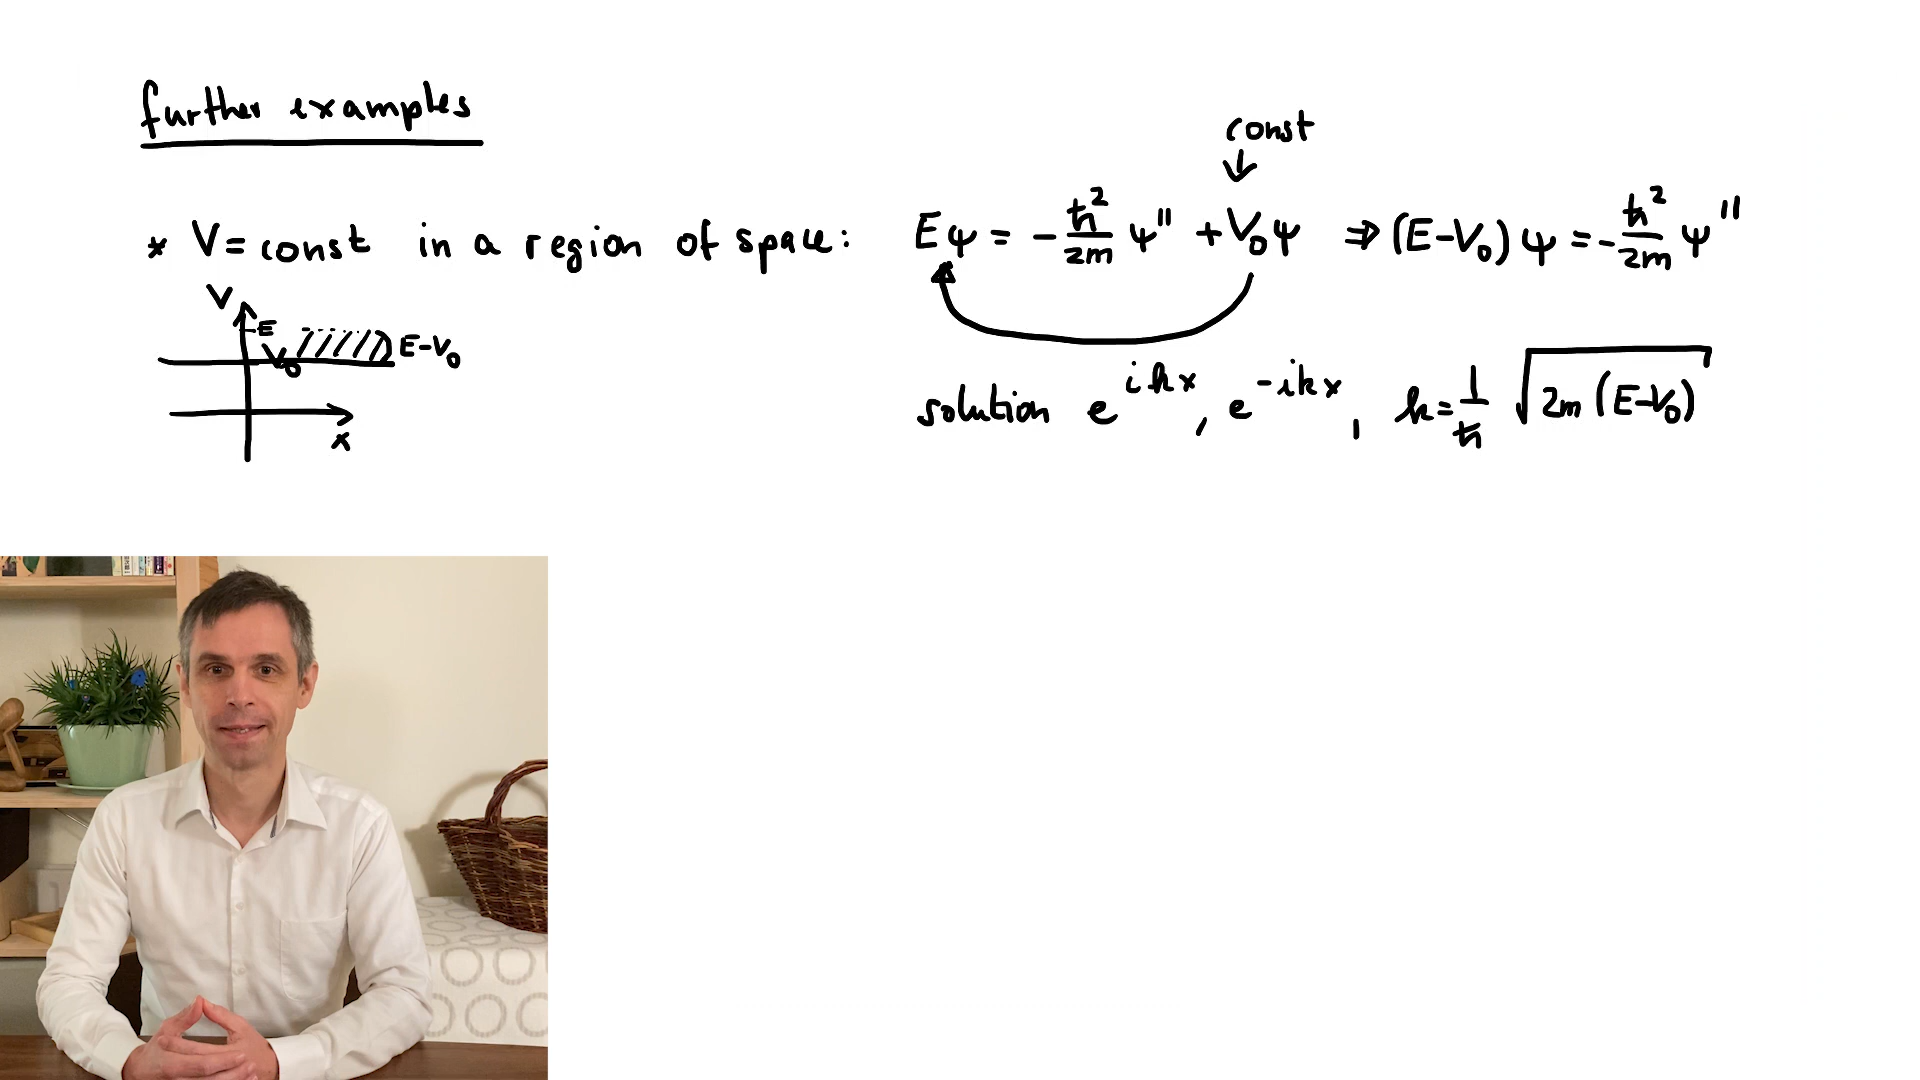 further examples
const
* V = const in a region of space: Eψ = -ħ²/2m ψ'' + V₀ψ ⇒ (E-V₀)ψ = -ħ²/2m ψ''
V
E
V₀
E-V₀
x
solution e^{ikx}, e^{-ikx}, k = 1/ħ √2m(E-V₀)